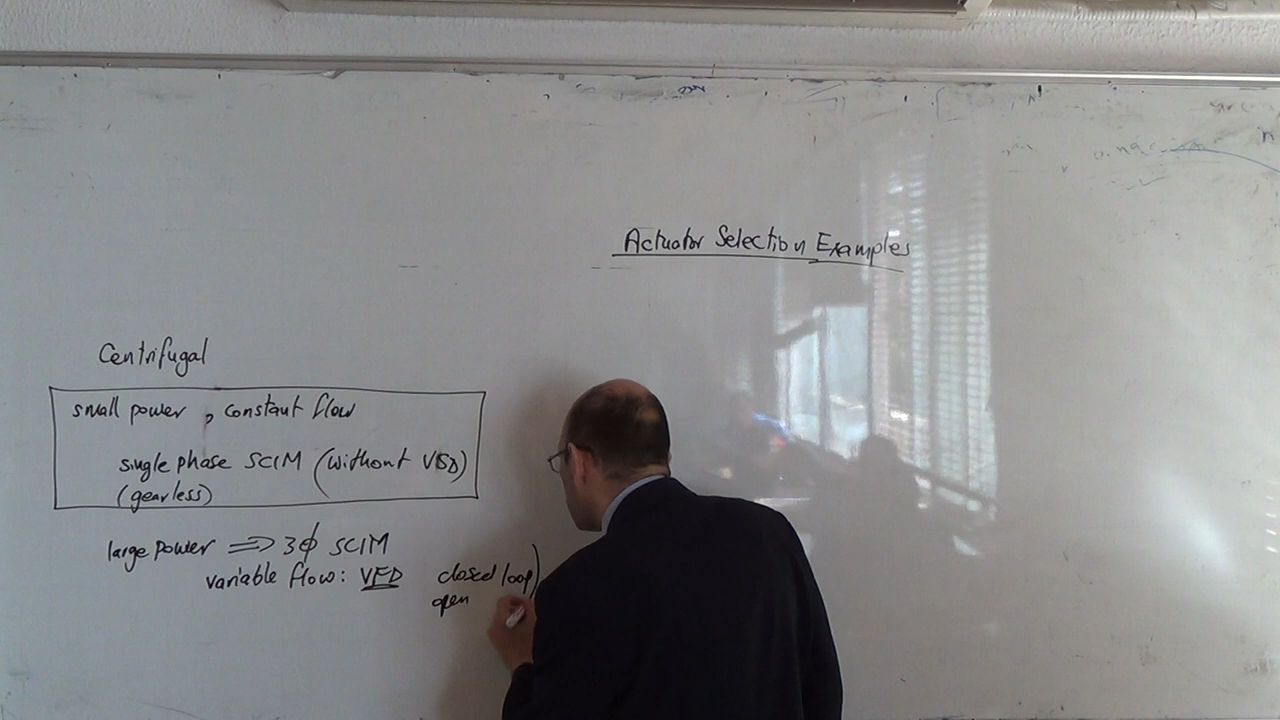 Actuator Selection Examples
Centrifugal
small power, constant flow
single phase SCIM (without VSD)
(gearless)
large power => 3ϕ SCIM
variable flow: VFD closed loop)
open